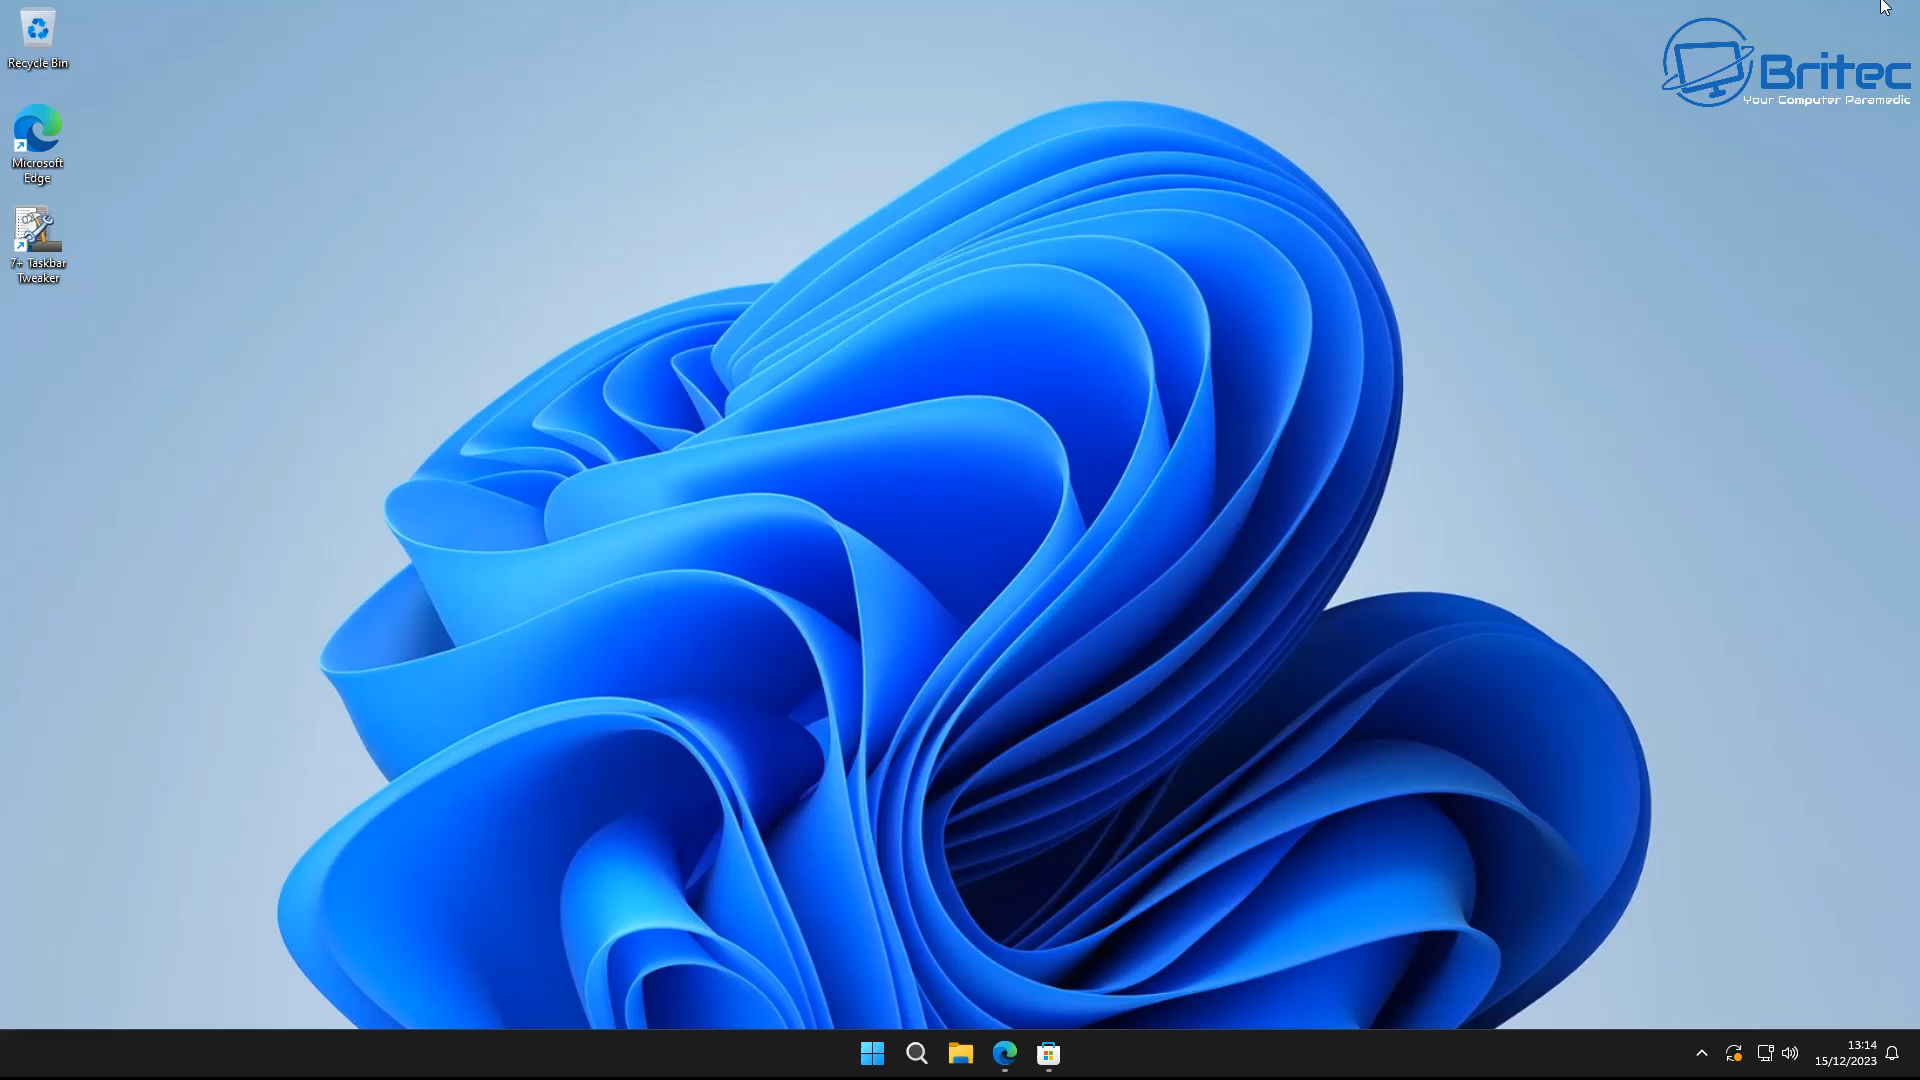 Recycle Bin
Britec
Your Computer Paramedic
Microsoft
Edge
7+ Taskbar
Tweaker
13:14
15/12/2023